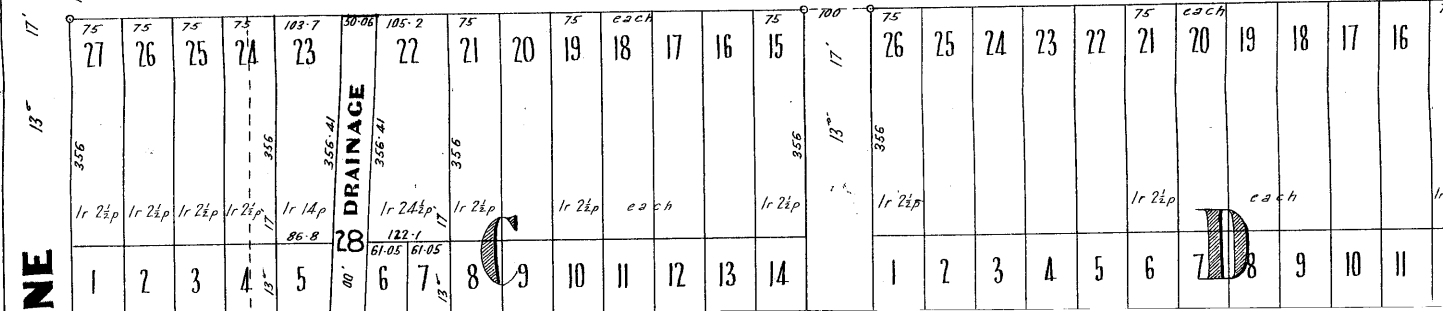 75 75 75 75 103·7 50·06 105·2 75 75 each 75 100 75 75 each
17' 27 26 25 24 23 22 21 20 19 18 17 16 15 17' 26 25 24 23 22 21 20 19 18 17 16
13°
356 356 356·41 DRAINAGE 356·41 356 356 356
1r 2½p 1r 2½p 1r 2½p 1r 2½p 17' 1r 14p 1r 24½p 17' 1r 2½p 1r 2½p each 1r 2½p 1r 2½p 1r 2½p each
86·8 28 122·1 C D
61·05 61·05
NE 1 2 3 4 13° 5 00' 6 7 13° 8 9 10 11 12 13 14 1 2 3 4 5 6 7 8 9 10 11